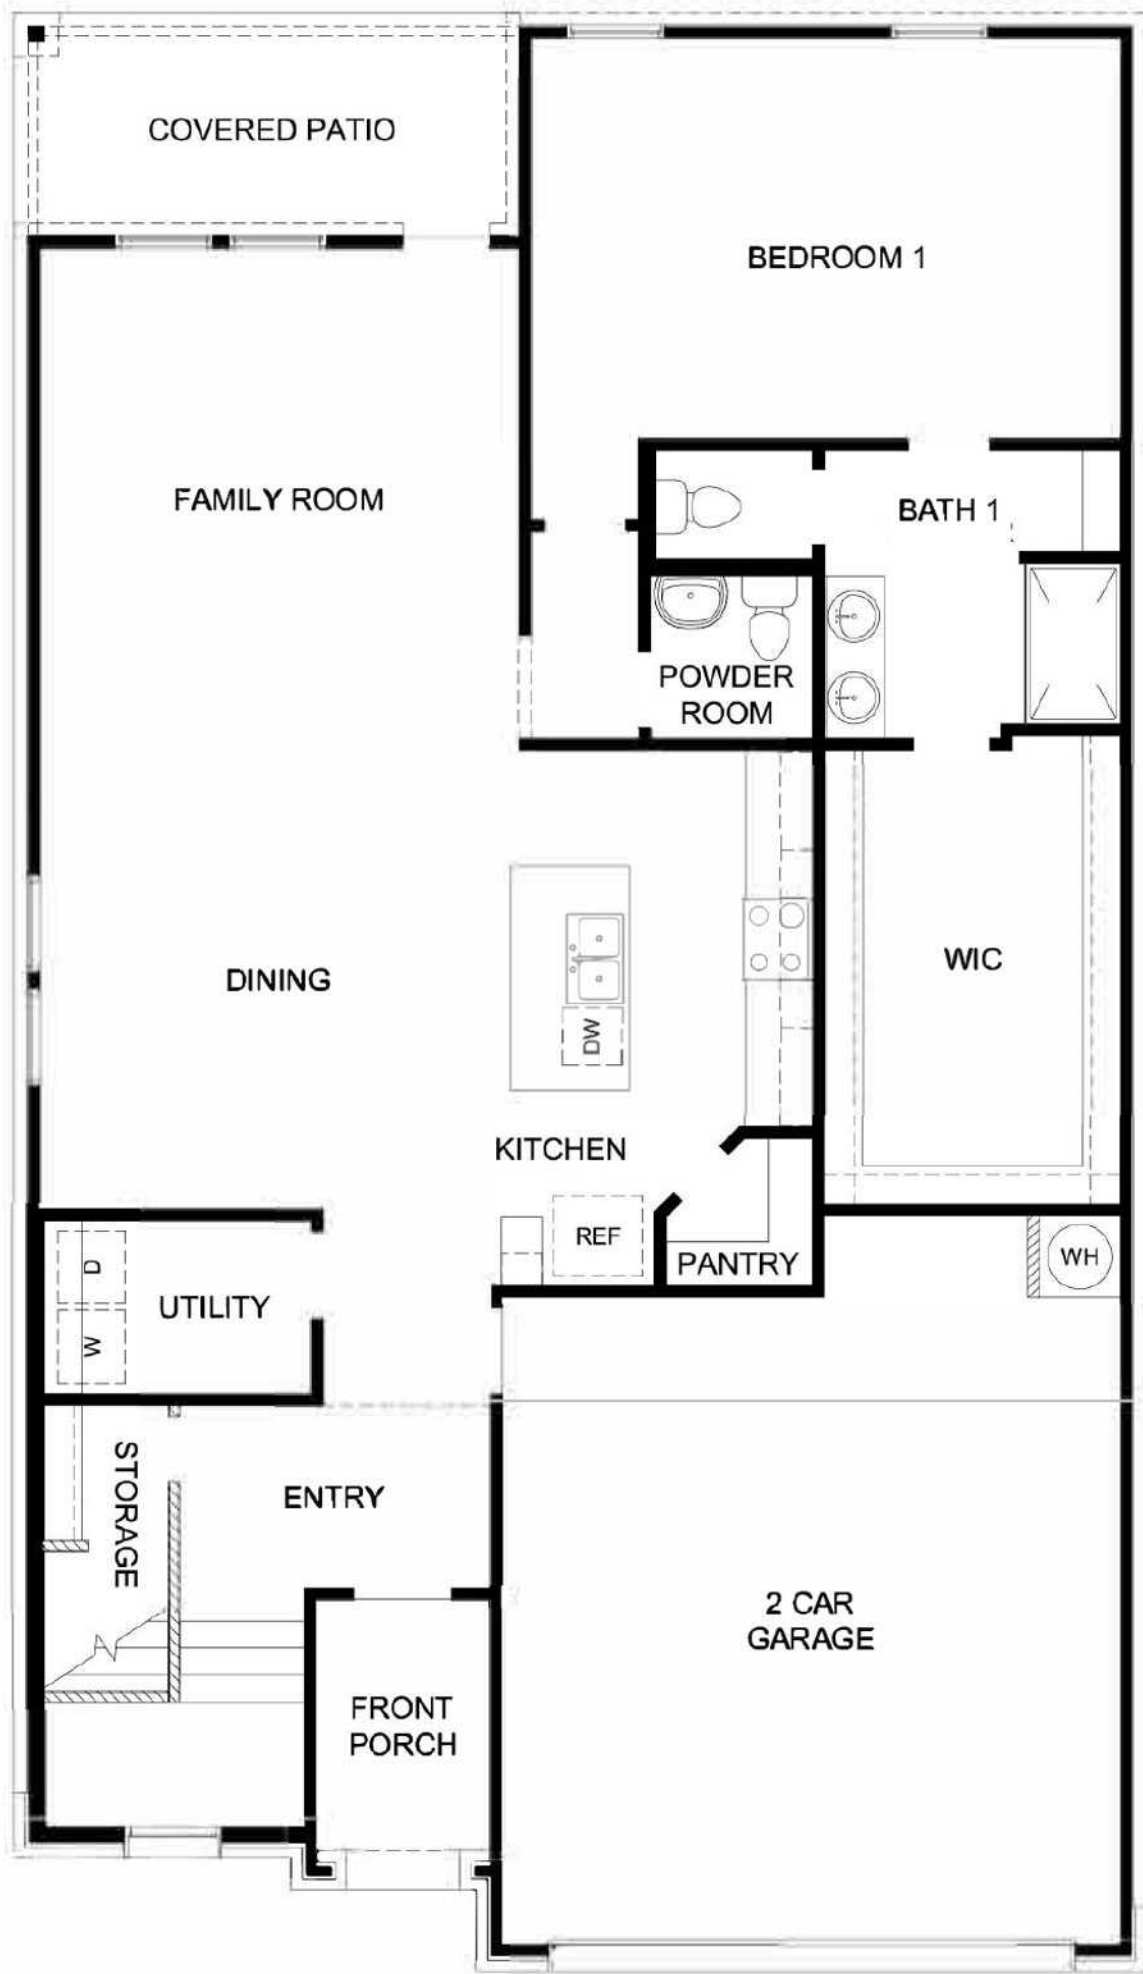 COVERED PATIO
BEDROOM 1
FAMILY ROOM
BATH 1
POWDER
ROOM
DINING
WIC
DW
KITCHEN
REF
PANTRY
WH
D
UTILITY
W
STORAGE
ENTRY
2 CAR
GARAGE
FRONT
PORCH